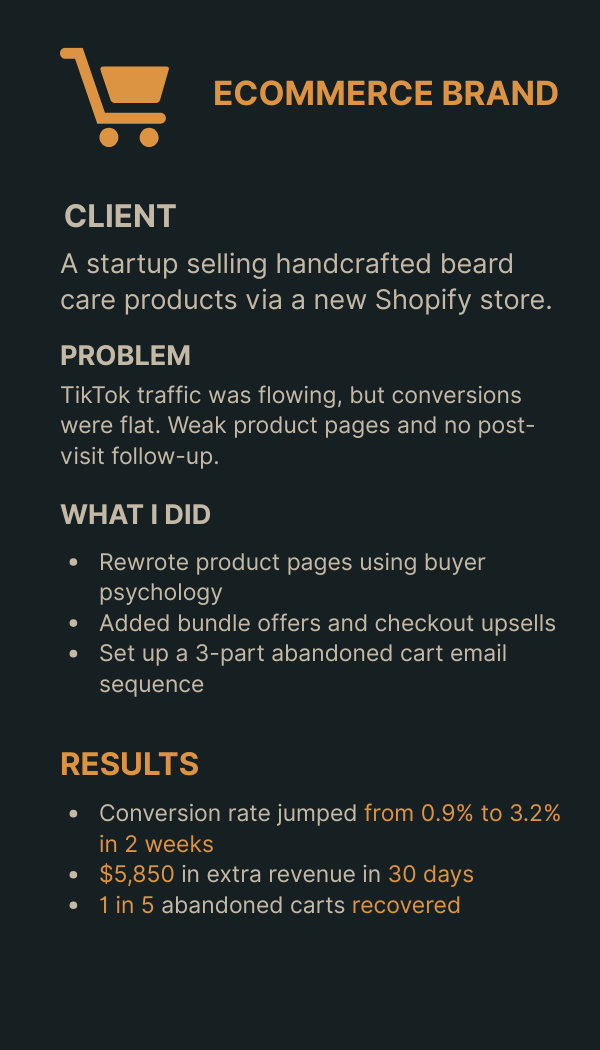 ECOMMERCE BRAND
CLIENT
A startup selling handcrafted beard
care products via a new Shopify store.
PROBLEM
TikTok traffic was flowing, but conversions
were flat. Weak product pages and no post-
visit follow-up.
WHAT I DID
• Rewrote product pages using buyer
psychology
• Added bundle offers and checkout upsells
• Set up a 3-part abandoned cart email
sequence
RESULTS
• Conversion rate jumped from 0.9% to 3.2%
in 2 weeks
• $5,850 in extra revenue in 30 days
• 1 in 5 abandoned carts recovered